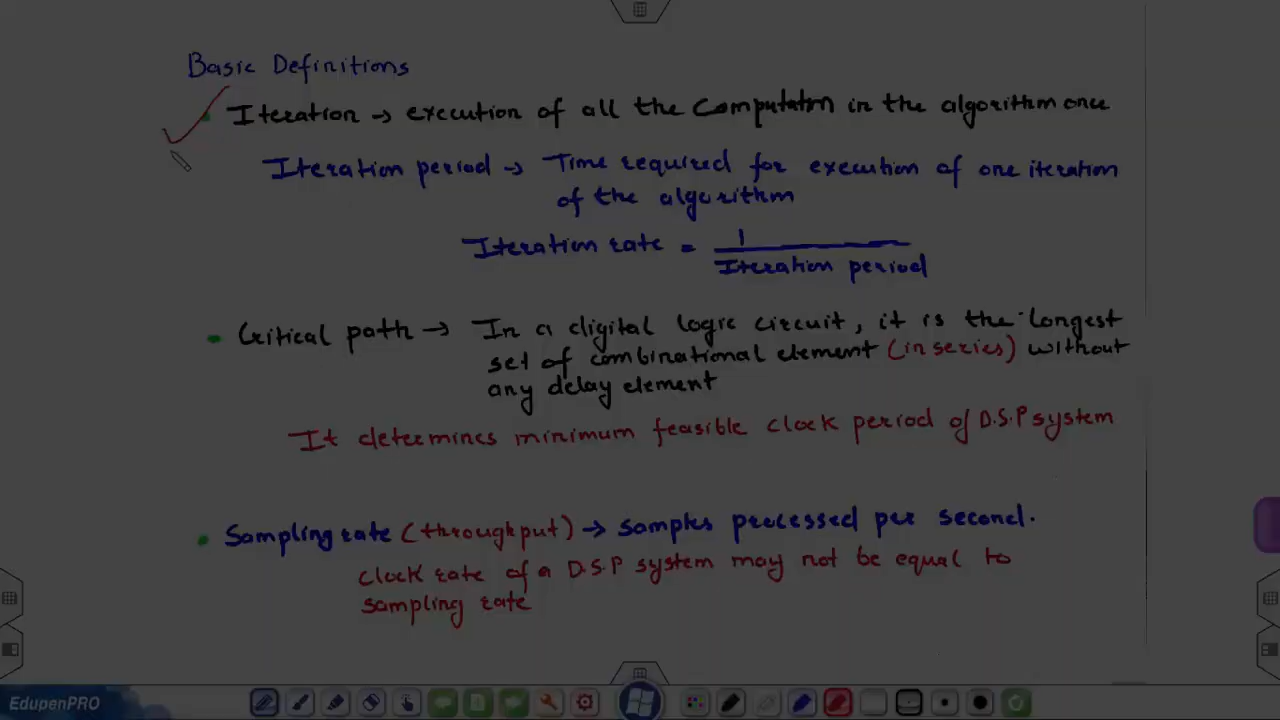 Basic Definitions
Iteration → execution of all the Computation in the algorithm once
Iteration period → Time required for execution of one iteration
of the algorithm
Iteration rate = 1
Iteration period
Critical path → In a digital logic circuit, it is the longest
set of combinational element (in series) without
any delay element
It determines minimum feasible clock period of D.S.P system
Sampling rate (throughput) → samples processed per second.
clock rate of a D.S.P system may not be equal to
sampling rate
EdupenPRO